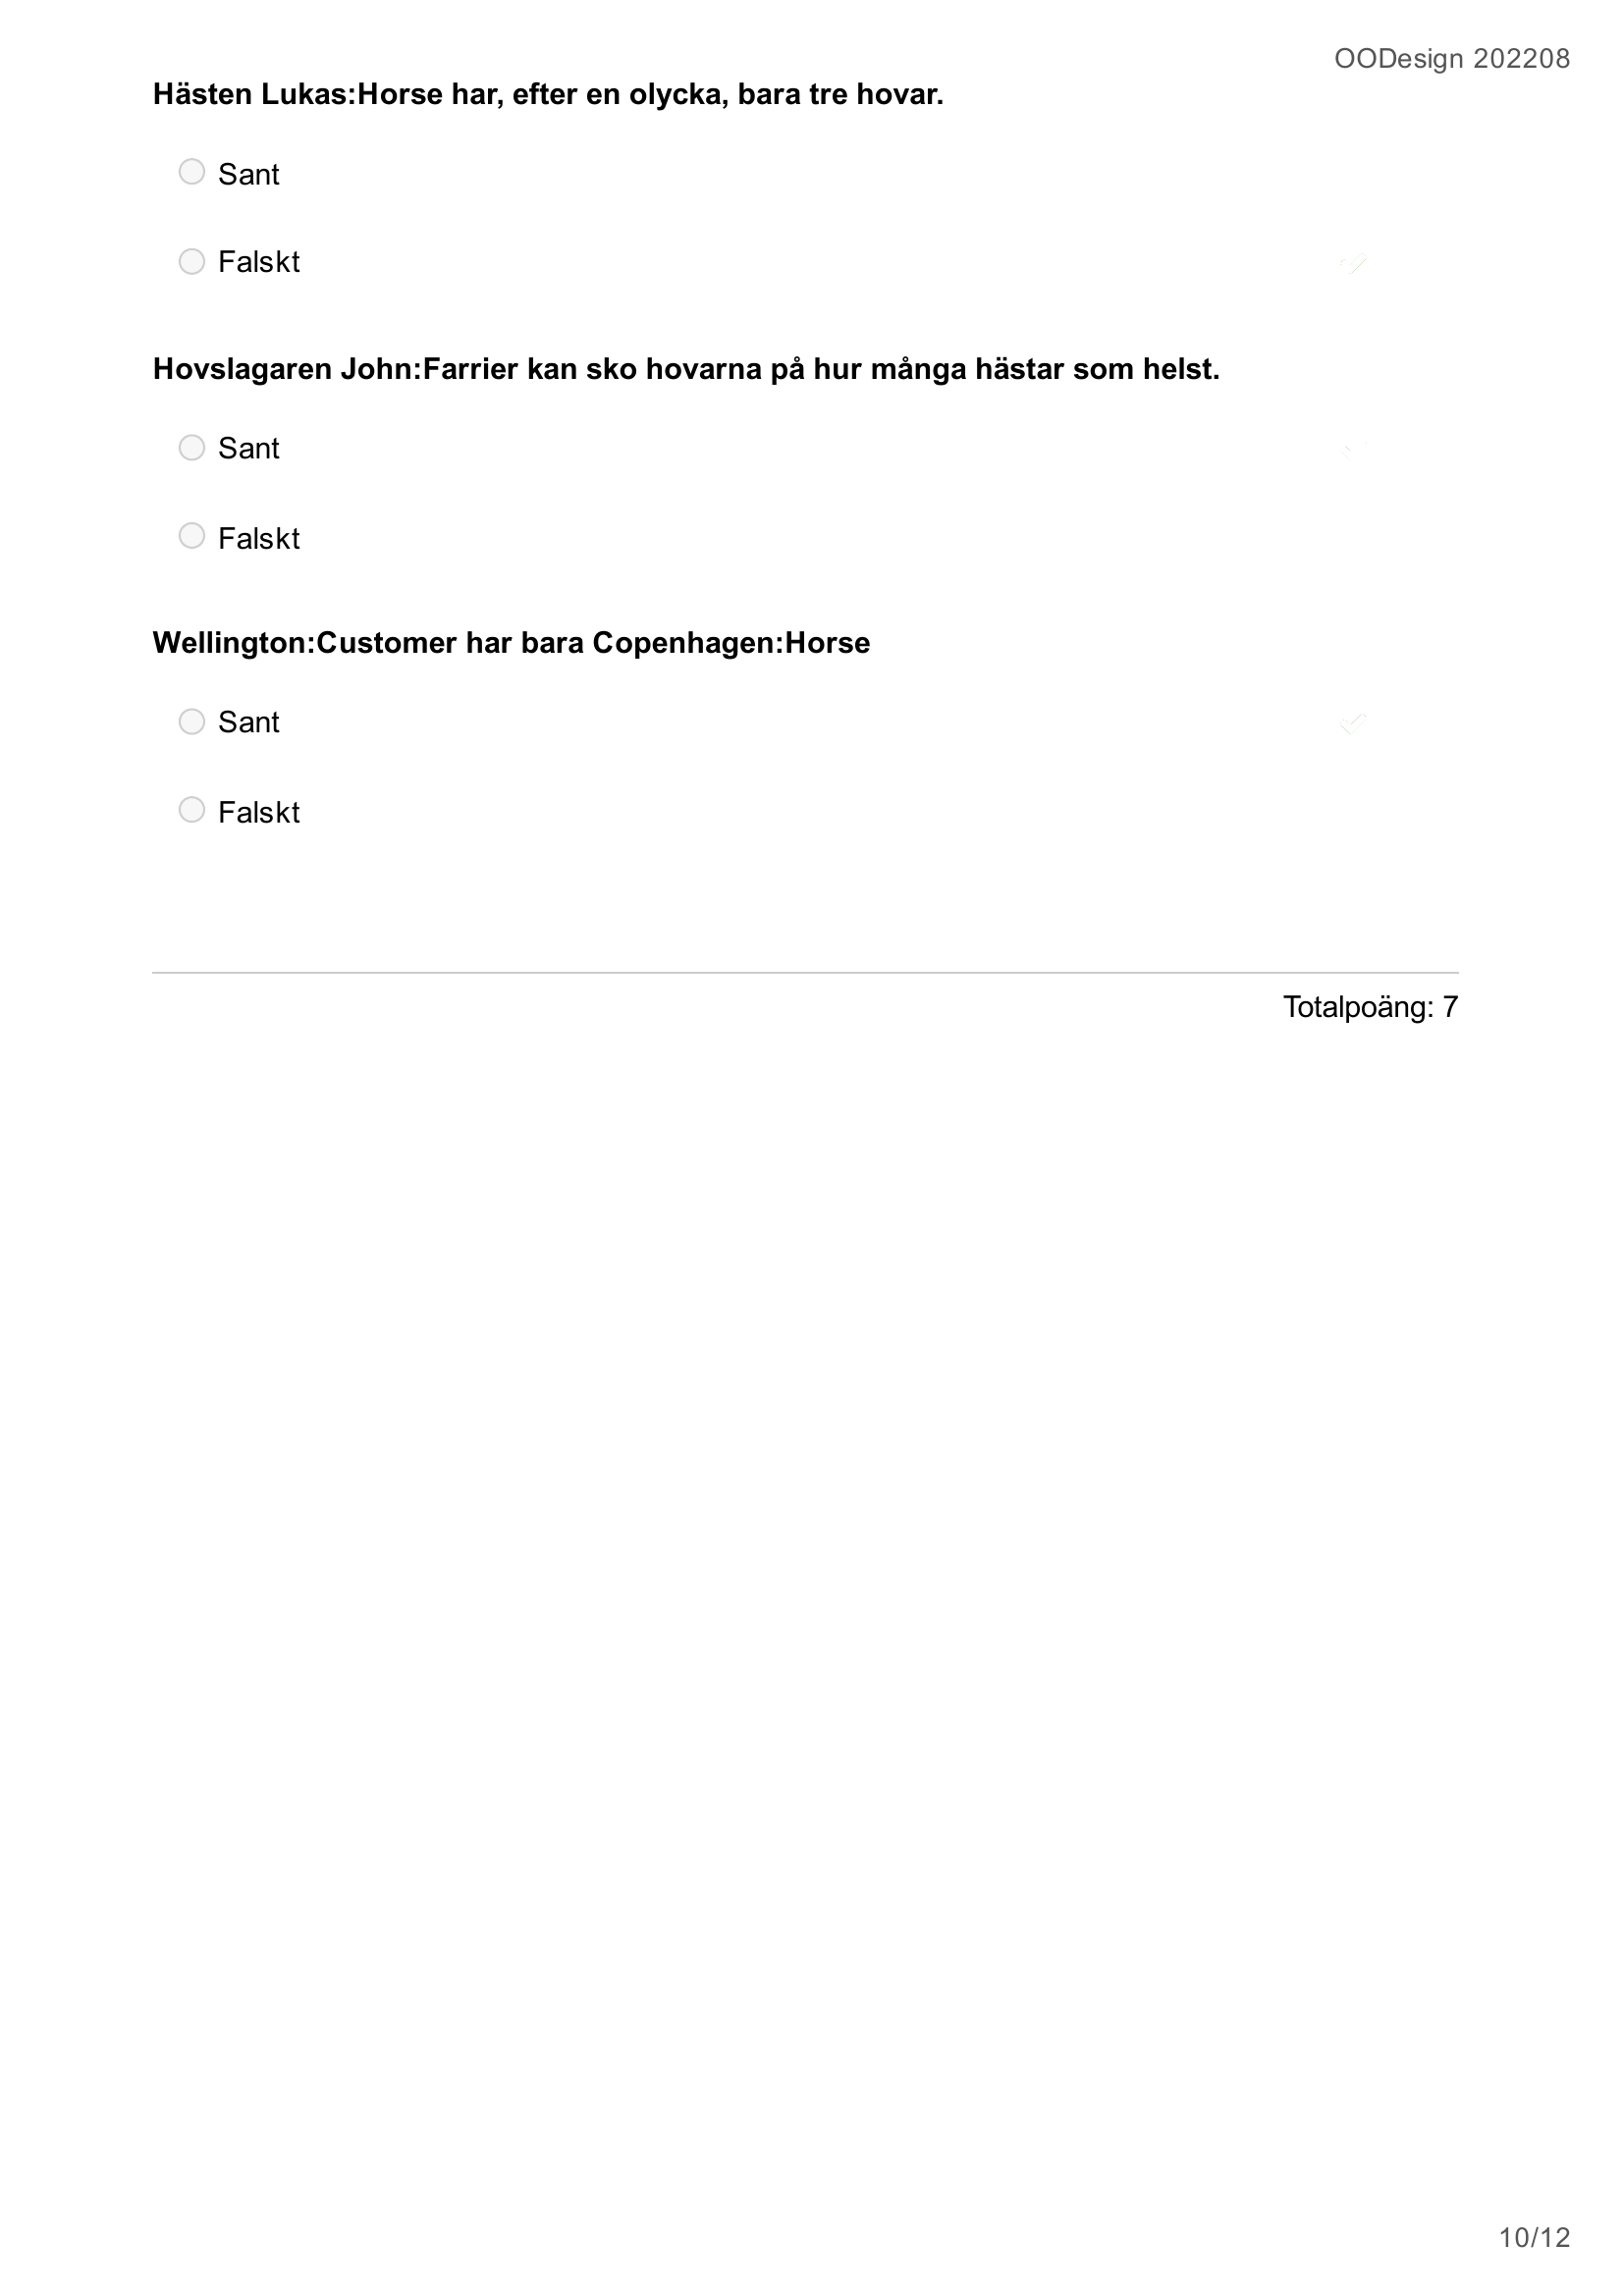 OODesign 202208
Hästen Lukas:Horse har, efter en olycka, bara tre hovar.
Sant
Falskt
Hovslagaren John:Farrier kan sko hovarna på hur många hästar som helst.
Sant
Falskt
Wellington:Customer har bara Copenhagen:Horse
Sant
Falskt
Totalpoäng: 7
10/12